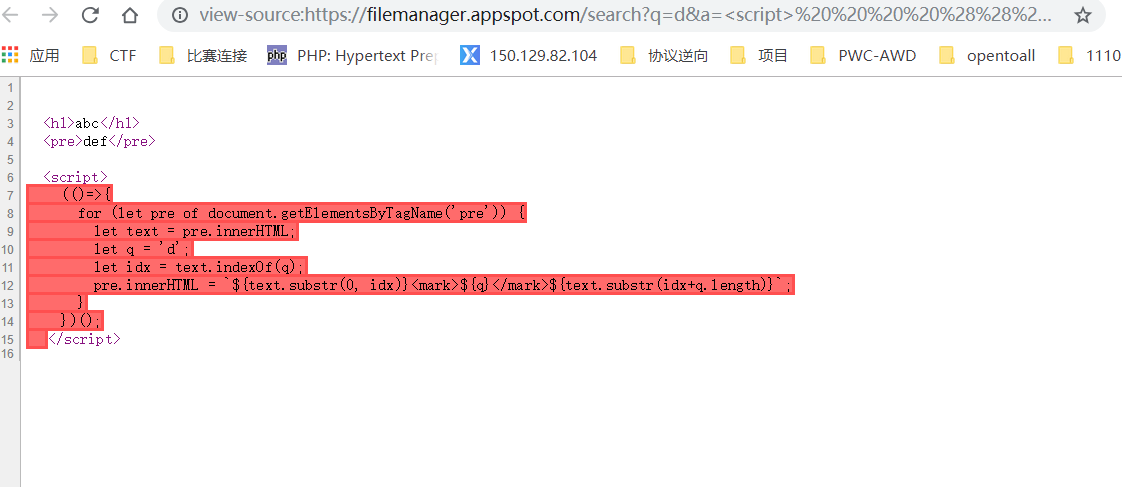 view-source:https://filemanager.appspot.com/search?q=d&a=<script>%20%20%20%20%28%28%2...
应用 CTF 比赛连接 PHP: Hypertext Prep 150.129.82.104 协议逆向 项目 PWC-AWD opentoall 1110
1
2
3 <h1>abc</h1>
4 <pre>def</pre>
5
6 <script>
7 (()=>{
8 for (let pre of document.getElementsByTagName('pre')) {
9 let text = pre.innerHTML;
10 let q = 'd';
11 let idx = text.indexOf(q);
12 pre.innerHTML = `${text.substr(0, idx)}<mark>${q}</mark>${text.substr(idx+q.length)}`;
13 }
14 })();
15 </script>
16